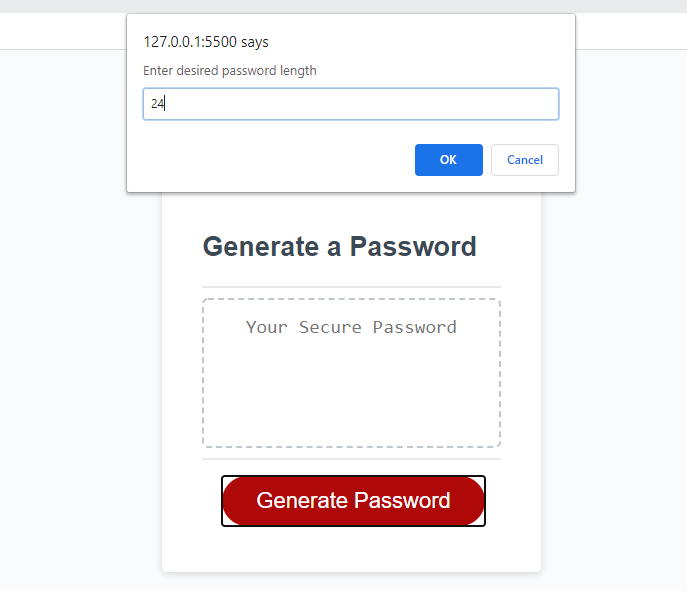 127.0.0.1:5500 says
Enter desired password length
24
OK Cancel
Generate a Password
Your Secure Password
Generate Password